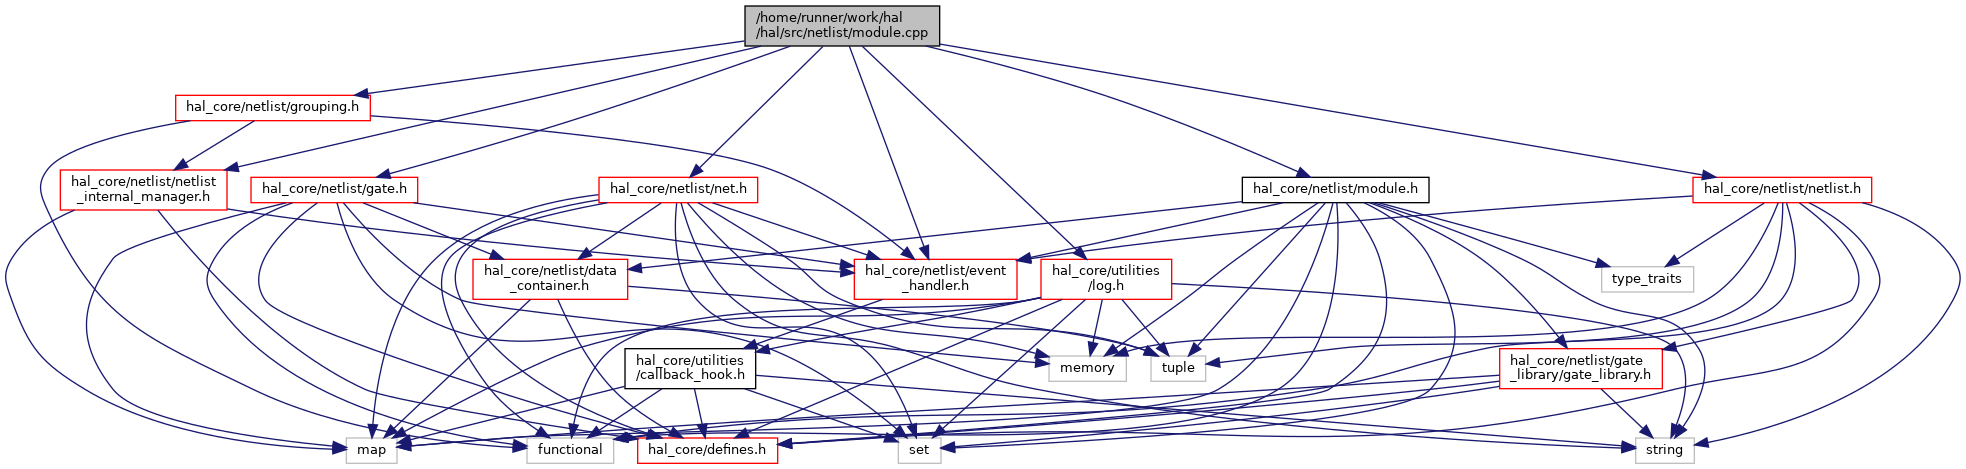 /home/runner/work/hal
/hal/src/netlist/module.cpp
hal_core/netlist/grouping.h
hal_core/netlist/netlist
_internal_manager.h
hal_core/netlist/gate.h
hal_core/netlist/net.h
hal_core/netlist/module.h
hal_core/netlist/netlist.h
hal_core/netlist/data
_container.h
hal_core/netlist/event
_handler.h
hal_core/utilities
/log.h
type_traits
hal_core/utilities
/callback_hook.h
memory
tuple
hal_core/netlist/gate
_library/gate_library.h
map
functional
hal_core/defines.h
set
string